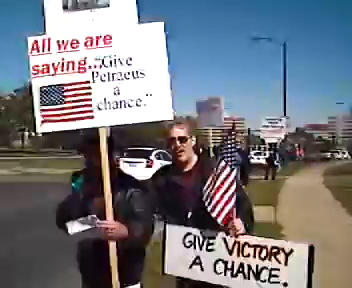 All we are
saying..."Give
Petraeus
a
chance."
GIVE VICTORY
A CHANCE.